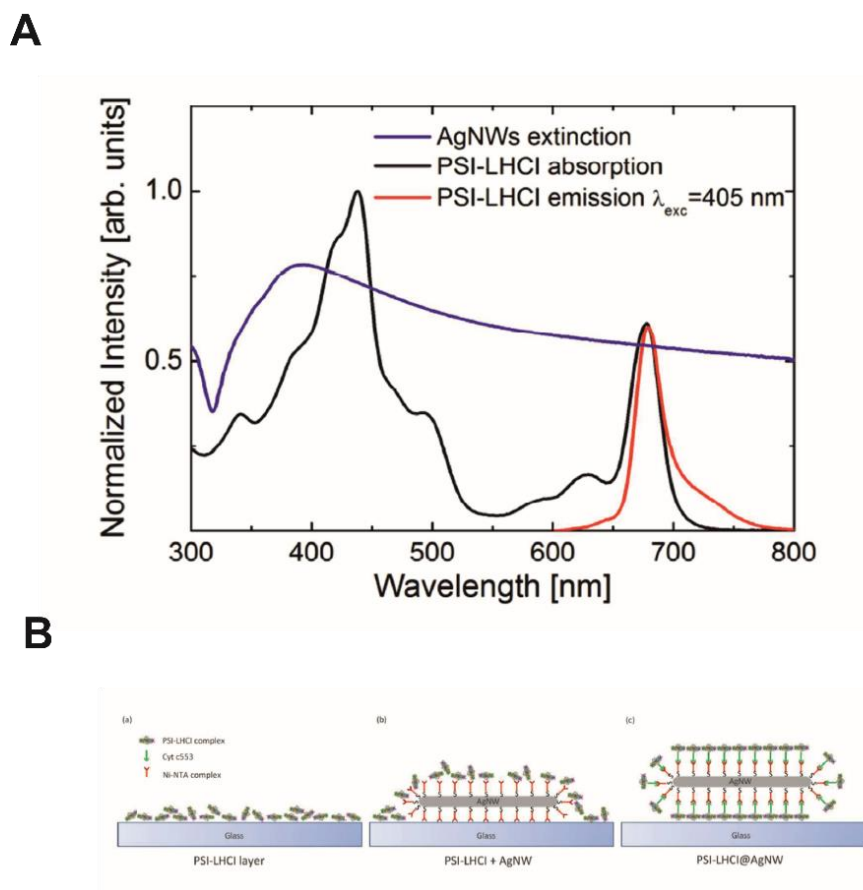 A
Normalized Intensity [arb. units]
1.0
0.5
AgNWs extinction
PSI-LHCI absorption
PSI-LHCI emission λexc=405 nm
300 400 500 600 700 800
Wavelength [nm]
B
(a) (b) (c)
PSI-LHCI complex
Cyt c553
Ni-NTA complex
AgNW AgNW
Glass Glass Glass
PSI-LHCI layer PSI-LHCI + AgNW PSI-LHCI@AgNW